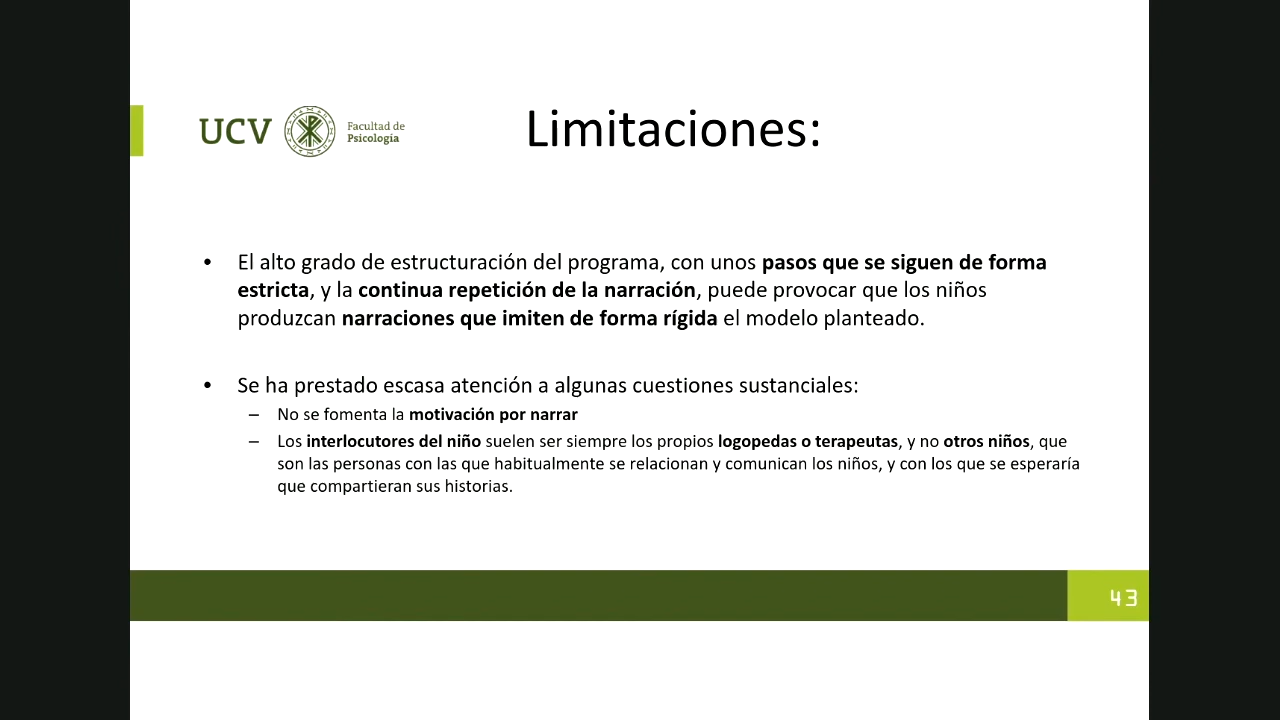 UCV
Facultad de
Psicología
Limitaciones:
• El alto grado de estructuración del programa, con unos pasos que se siguen de forma
estricta, y la continua repetición de la narración, puede provocar que los niños
produzcan narraciones que imiten de forma rígida el modelo planteado.
• Se ha prestado escasa atención a algunas cuestiones sustanciales:
– No se fomenta la motivación por narrar
– Los interlocutores del niño suelen ser siempre los propios logopedas o terapeutas, y no otros niños, que
son las personas con las que habitualmente se relacionan y comunican los niños, y con los que se esperaría
que compartieran sus historias.
43